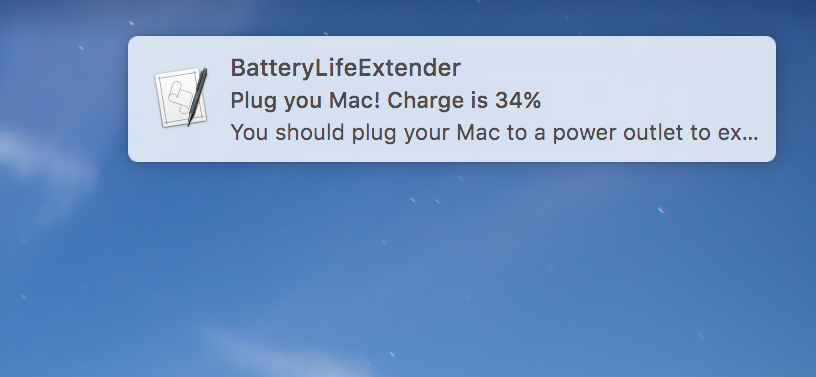 BatteryLifeExtender
Plug you Mac! Charge is 34%
You should plug your Mac to a power outlet to ex...